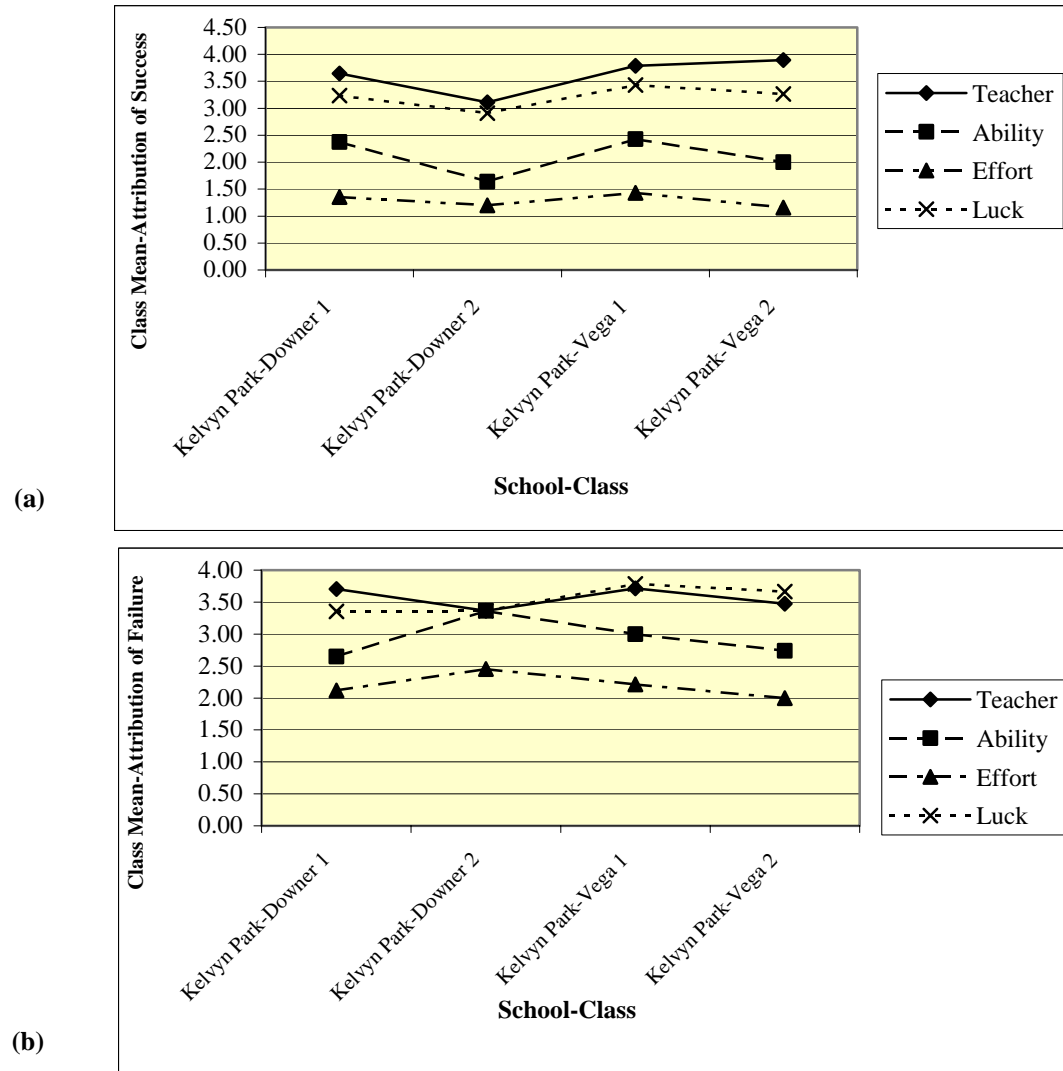 4.50
4.00
3.50
3.00
2.50
2.00
1.50
1.00
0.50
0.00
Class Mean-Attribution of Success
Kelvyn Park-Downer 1
Kelvyn Park-Downer 2
Kelvyn Park-Vega 1
Kelvyn Park-Vega 2
School-Class
Teacher
Ability
Effort
Luck
(a)
4.00
3.50
3.00
2.50
2.00
1.50
1.00
0.50
0.00
Class Mean-Attribution of Failure
Kelvyn Park-Downer 1
Kelvyn Park-Downer 2
Kelvyn Park-Vega 1
Kelvyn Park-Vega 2
School-Class
Teacher
Ability
Effort
Luck
(b)